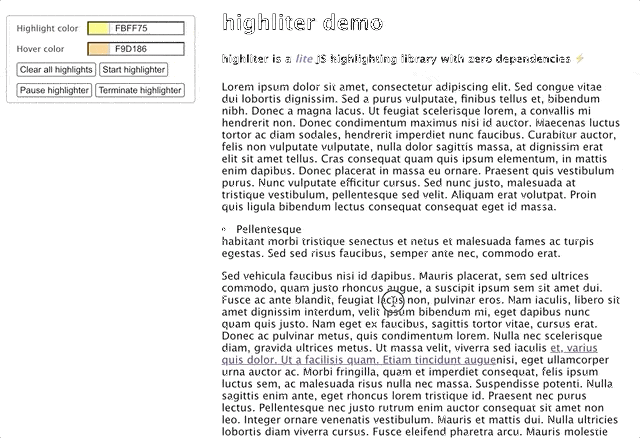 Highlight color FBFF75
Hover color F9D186
Clear all highlights Start highlighter
Pause highlighter Terminate highlighter
highliter demo
highliter is a lite JS highlighting library with zero dependencies ⚡
Lorem ipsum dolor sit amet, consectetur adipiscing elit. Sed congue vitae
dui lobortis dignissim. Sed a purus vulputate, finibus tellus et, bibendum
nibh. Donec a magna lacus. Ut feugiat scelerisque lorem, a convallis mi
hendrerit non. Donec condimentum maximus nisi id auctor. Maecenas luctus
tortor ac diam sodales, hendrerit imperdiet nunc faucibus. Curabitur auctor,
felis non vulputate vulputate, nulla dolor sagittis massa, at dignissim erat
elit sit amet tellus. Cras consequat quam quis ipsum elementum, in mattis
enim dapibus. Donec placerat in massa eu ornare. Praesent quis vestibulum
purus. Nunc vulputate efficitur cursus. Sed nunc justo, malesuada at
tristique vestibulum, pellentesque sed velit. Aliquam erat volutpat. Proin
quis ligula bibendum lectus consequat consequat eget id massa.
◦ Pellentesque
habitant morbi tristique senectus et netus et malesuada fames ac turpis
egestas. Sed sed risus faucibus, semper ante nec, commodo erat.
Sed vehicula faucibus nisi id dapibus. Mauris placerat, sem sed ultrices
commodo, quam justo rhoncus augue, a suscipit ipsum sem sit amet dui.
Fusce ac ante blandit, feugiat lacus non, pulvinar eros. Nam iaculis, libero sit
amet dignissim interdum, velit ipsum bibendum mi, eget dapibus nunc
quam quis justo. Nam eget ex faucibus, sagittis tortor vitae, cursus erat.
Donec ac pulvinar metus, quis condimentum lorem. Nulla nec scelerisque
diam, gravida ultrices metus. Ut massa velit, viverra sed iaculis et, varius
quis dolor. Ut a facilisis quam. Etiam tincidunt auguenisi, eget ullamcorper
urna auctor ac. Morbi fringilla, quam et imperdiet consequat, felis ipsum
luctus sem, ac malesuada risus nulla nec massa. Suspendisse potenti. Nulla
sagittis enim ante, eget rhoncus lorem tristique id. Praesent nec purus
lectus. Pellentesque nec justo rutrum enim auctor consequat sit amet non
leo. Integer ornare venenatis vestibulum. Mauris et mattis dui. Nulla ultricies
lobortis diam viverra cursus. Fusce eleifend pharetra arcu. Mauris molestie